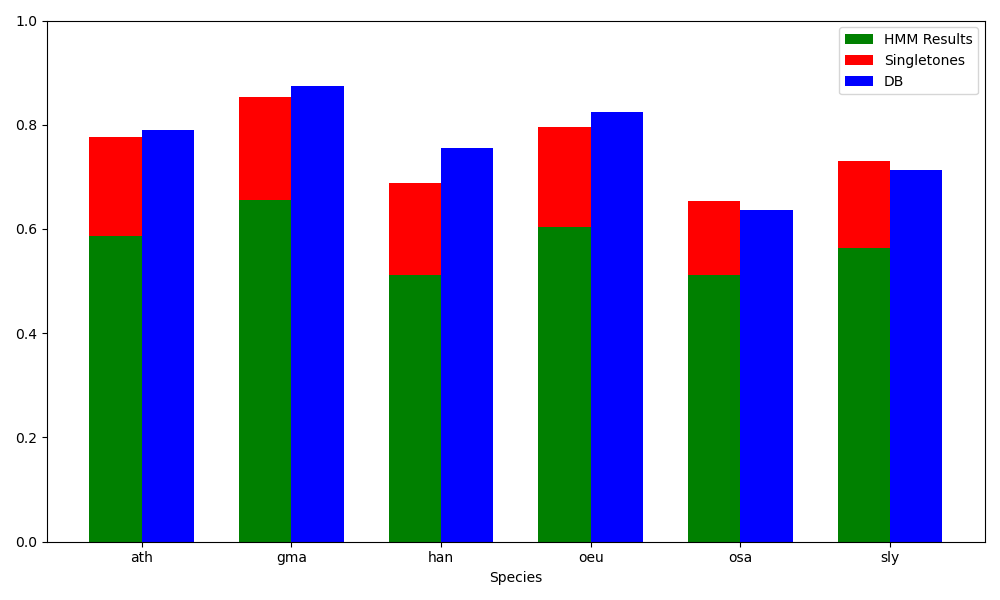 1.0
0.8
0.6
0.4
0.2
0.0
HMM Results
Singletones
DB
ath gma han oeu osa sly
Species